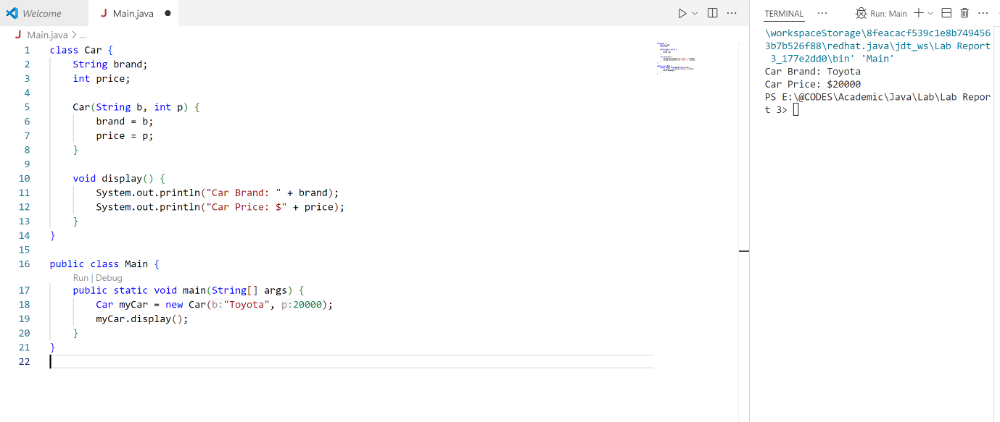 Welcome
J Main.java
J Main.java > ...
1 class Car {
2     String brand;
3     int price;
4
5     Car(String b, int p) {
6         brand = b;
7         price = p;
8     }
9
10     void display() {
11         System.out.println("Car Brand: " + brand);
12         System.out.println("Car Price: $" + price);
13     }
14 }
15
16 public class Main {
Run | Debug
17     public static void main(String[] args) {
18         Car myCar = new Car(b:"Toyota", p:20000);
19         myCar.display();
20     }
21 }
22
TERMINAL ... Run: Main
\workspaceStorage\8feacacf539c1e8b749456
3b7b526f88\redhat.java\jdt_ws\Lab Report
 3_177e2dd0\bin' 'Main'
Car Brand: Toyota
Car Price: $20000
PS E:\@CODES\Academic\Java\Lab\Lab Repor
t 3>